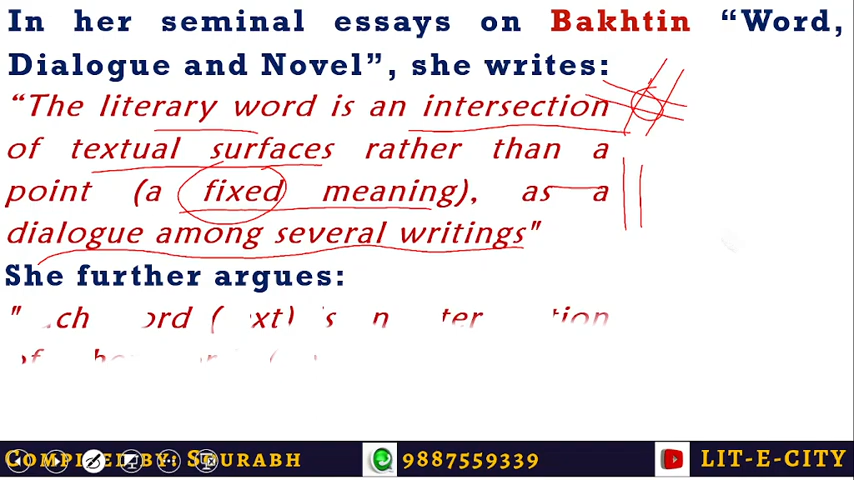 In her seminal essays on Bakhtin “Word,
Dialogue and Novel”, she writes:
“The literary word is an intersection
of textual surfaces rather than a
point (a fixed meaning), as a
dialogue among several writings"
She further argues:
COMPILED BY: SOURABH 9887559339 LIT-E-CITY